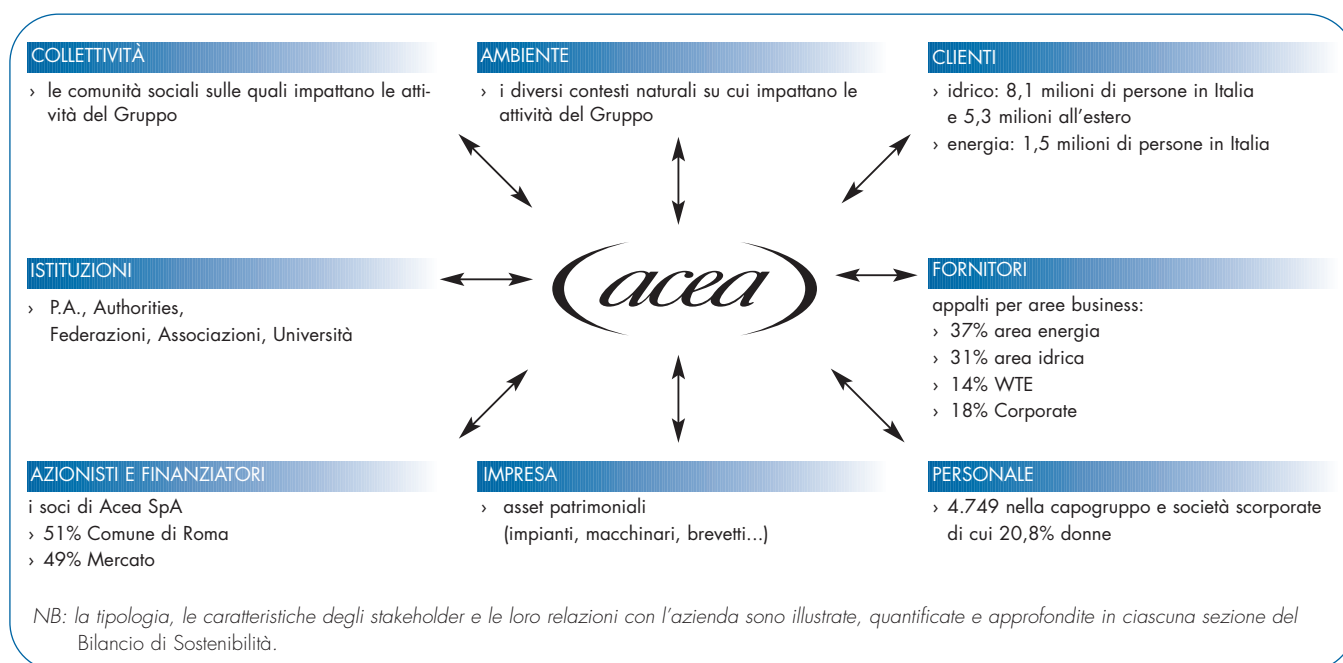 COLLETTIVITÀ
› le comunità sociali sulle quali impattano le atti-
vità del Gruppo
AMBIENTE
› i diversi contesti naturali su cui impattano le
attività del Gruppo
CLIENTI
› idrico: 8,1 milioni di persone in Italia
e 5,3 milioni all'estero
› energia: 1,5 milioni di persone in Italia
ISTITUZIONI
› P.A., Authorities,
Federazioni, Associazioni, Università
acea
FORNITORI
appalti per aree business:
› 37% area energia
› 31% area idrica
› 14% WTE
› 18% Corporate
AZIONISTI E FINANZIATORI
i soci di Acea SpA
› 51% Comune di Roma
› 49% Mercato
IMPRESA
› asset patrimoniali
(impianti, macchinari, brevetti...)
PERSONALE
› 4.749 nella capogruppo e società scorporate
di cui 20,8% donne
NB: la tipologia, le caratteristiche degli stakeholder e le loro relazioni con l'azienda sono illustrate, quantificate e approfondite in ciascuna sezione del
Bilancio di Sostenibilità.